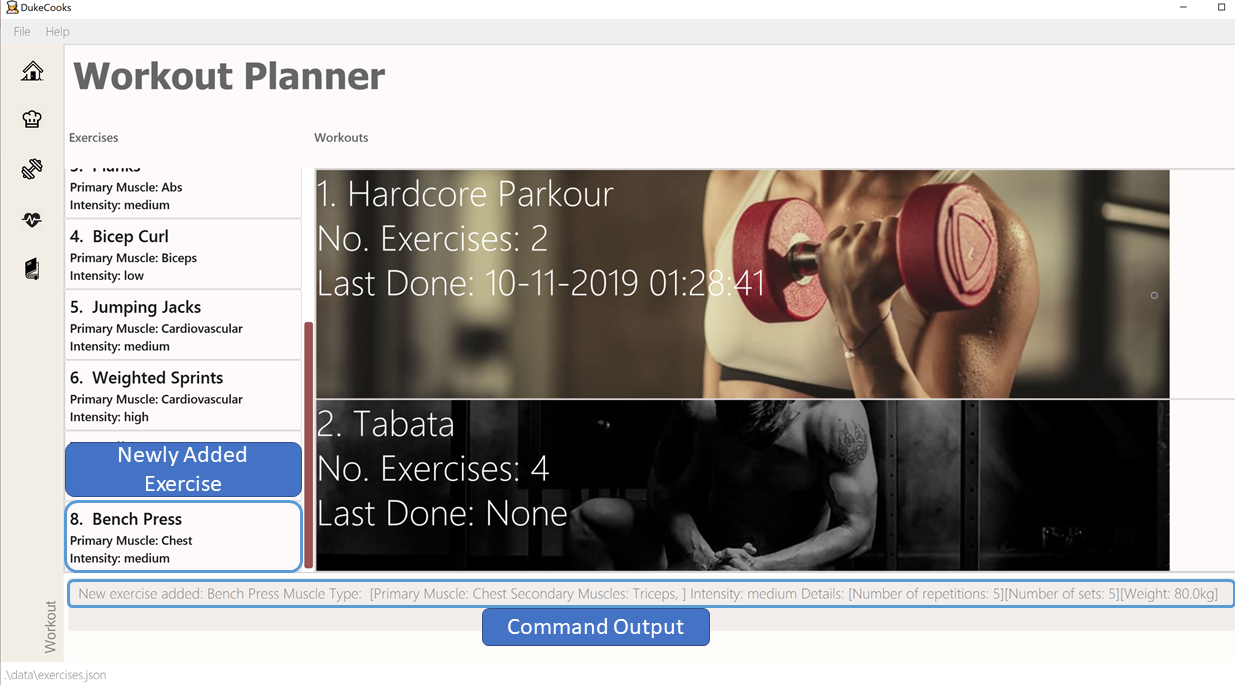 DukeCooks
File Help
Workout Planner
Exercises
Workouts
3. Planks
Primary Muscle: Abs
Intensity: medium
4. Bicep Curl
Primary Muscle: Biceps
Intensity: low
5. Jumping Jacks
Primary Muscle: Cardiovascular
Intensity: medium
6. Weighted Sprints
Primary Muscle: Cardiovascular
Intensity: high
Newly Added
Exercise
8. Bench Press
Primary Muscle: Chest
Intensity: medium
1. Hardcore Parkour
No. Exercises: 2
Last Done: 10-11-2019 01:28:41
2. Tabata
No. Exercises: 4
Last Done: None
New exercise added: Bench Press Muscle Type:  [Primary Muscle: Chest Secondary Muscles: Triceps, ] Intensity: medium Details: [Number of repetitions: 5][Number of sets: 5][Weight: 80.0kg]
Command Output
Workout
.\data\exercises.json